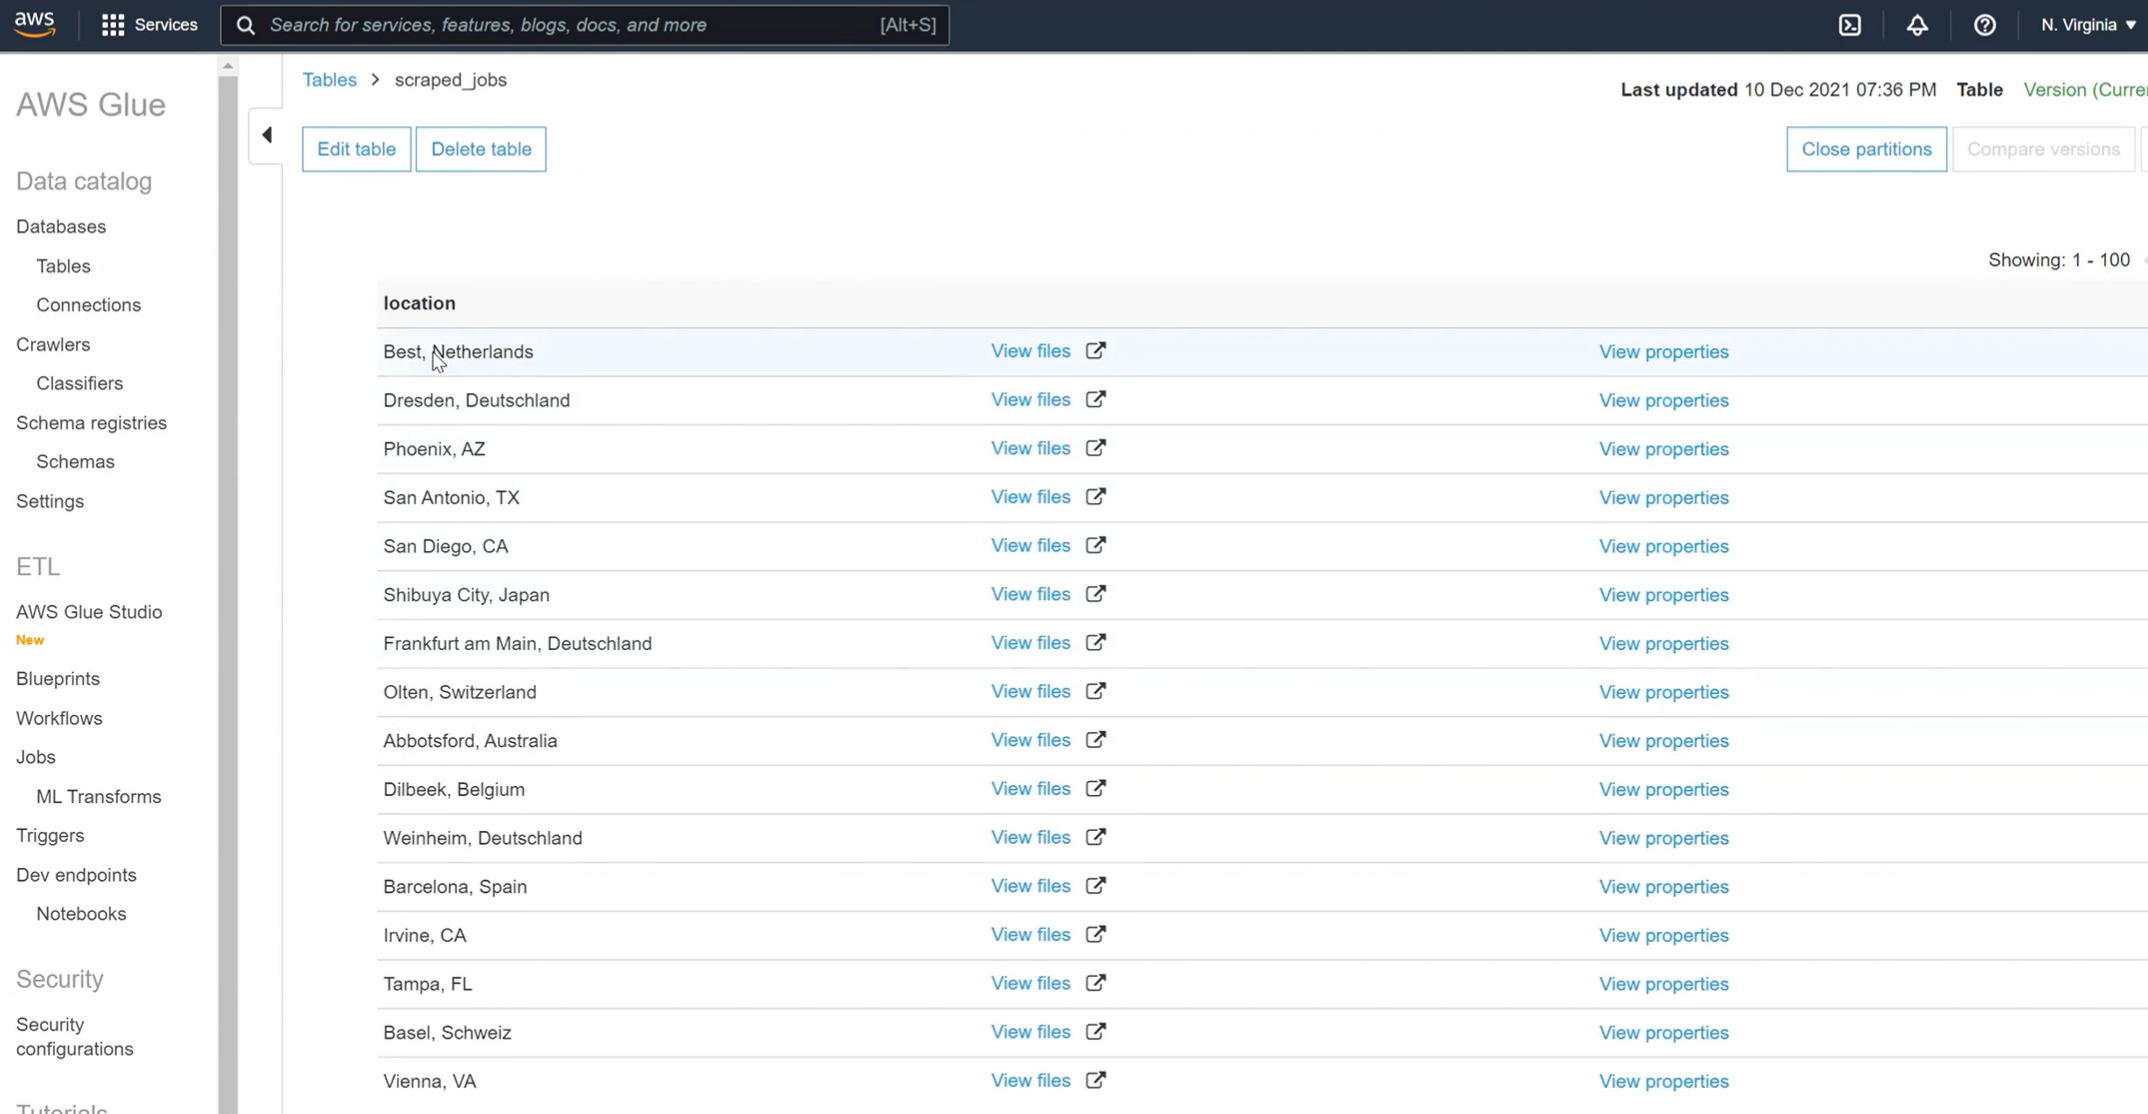 aws Services Search for services, features, blogs, docs, and more [Alt+S] N. Virginia
AWS Glue
Data catalog
Databases
Tables
Connections
Crawlers
Classifiers
Schema registries
Schemas
Settings
ETL
AWS Glue Studio
New
Blueprints
Workflows
Jobs
ML Transforms
Triggers
Dev endpoints
Notebooks
Security
Security
configurations
Tutorials
Tables > scraped_jobs
Last updated 10 Dec 2021 07:36 PM Table Version (Curre
Edit table Delete table Close partitions Compare versions
Showing: 1 - 100
location
Best, Netherlands View files View properties
Dresden, Deutschland View files View properties
Phoenix, AZ View files View properties
San Antonio, TX View files View properties
San Diego, CA View files View properties
Shibuya City, Japan View files View properties
Frankfurt am Main, Deutschland View files View properties
Olten, Switzerland View files View properties
Abbotsford, Australia View files View properties
Dilbeek, Belgium View files View properties
Weinheim, Deutschland View files View properties
Barcelona, Spain View files View properties
Irvine, CA View files View properties
Tampa, FL View files View properties
Basel, Schweiz View files View properties
Vienna, VA View files View properties